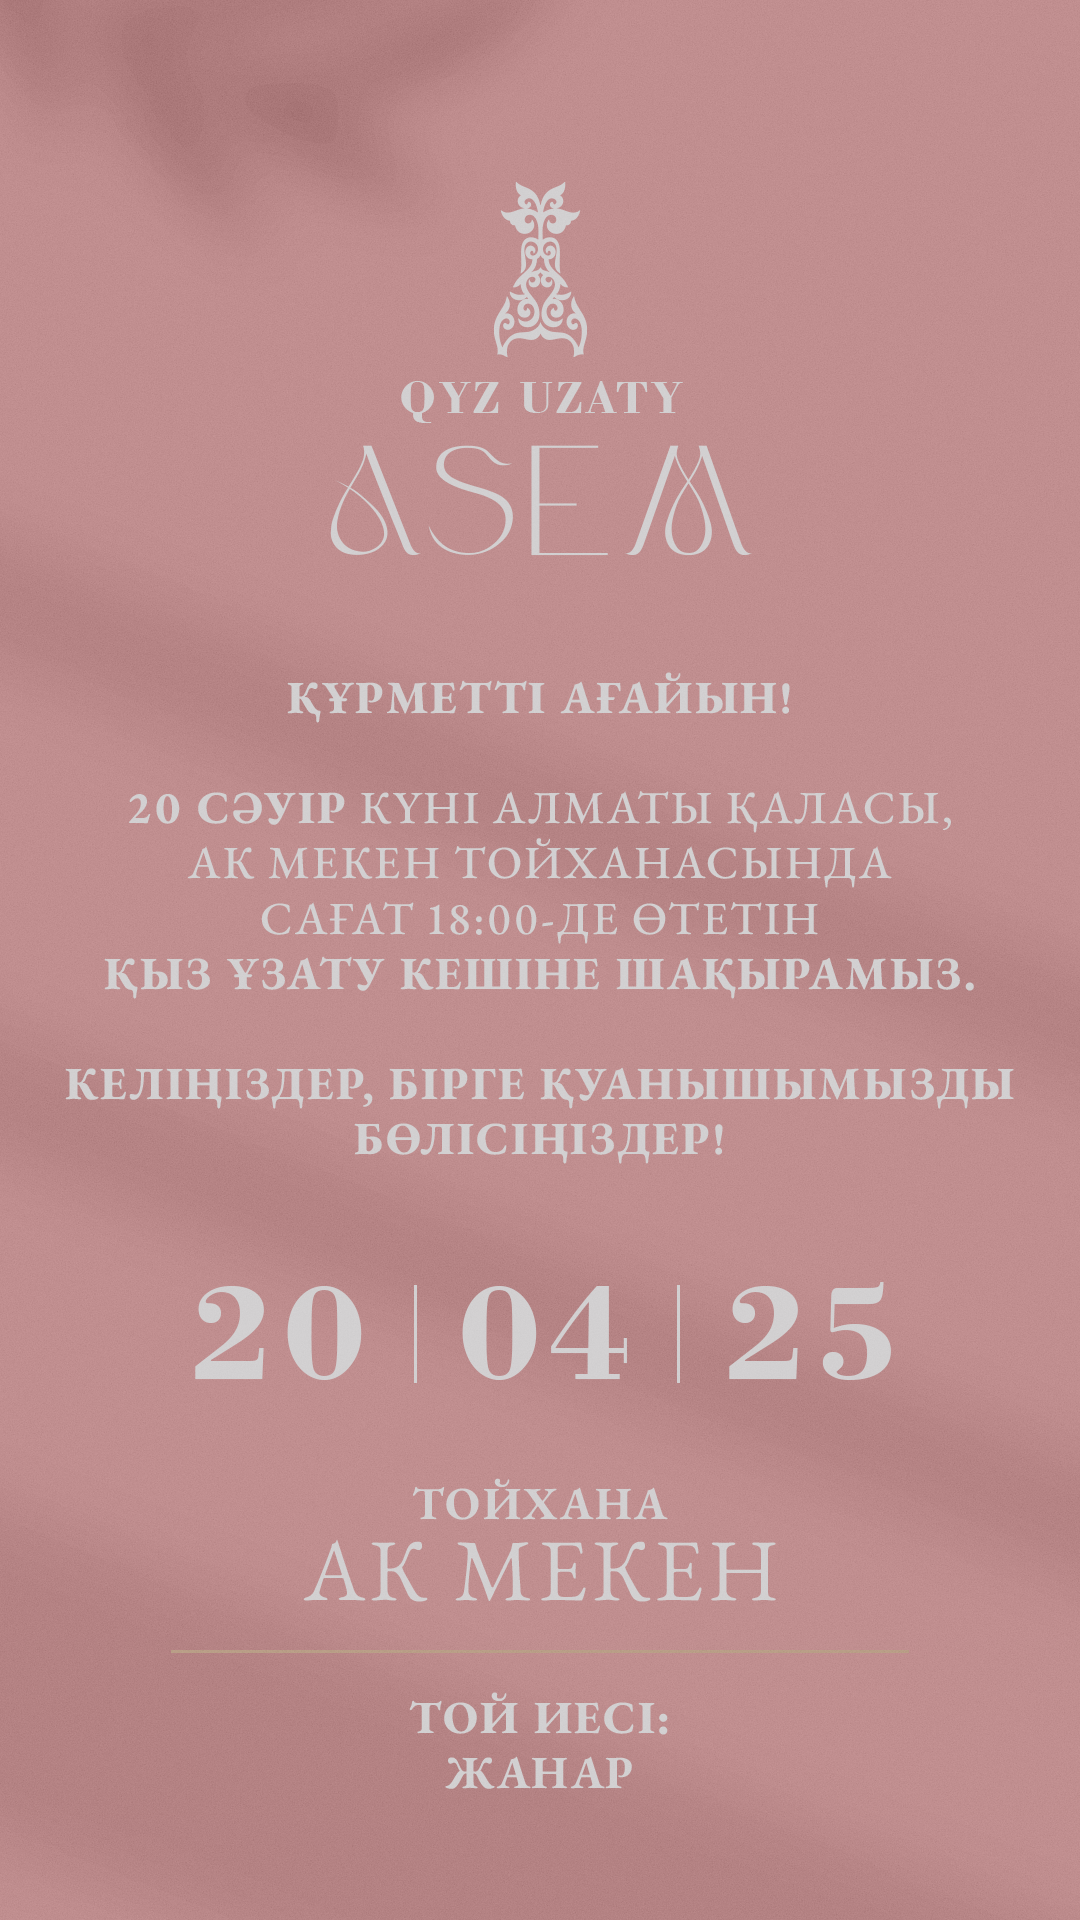 QYZ UZATY
ASEM
ҚҰРМЕТТІ АҒАЙЫН!
20 СӘУІР КҮНІ АЛМАТЫ ҚАЛАСЫ,
АК МЕКЕН ТОЙХАНАСЫНДА
САҒАТ 18:00-ДЕ ӨТЕТІН
ҚЫЗ ҰЗАТУ КЕШІНЕ ШАҚЫРАМЫЗ.
КЕЛІҢІЗДЕР, БІРГЕ ҚУАНЫШЫМЫЗДЫ
БӨЛІСІҢІЗДЕР!
20 | 04 | 25
ТОЙХАНА
АК МЕКЕН
ТОЙ ИЕСІ:
ЖАНАР